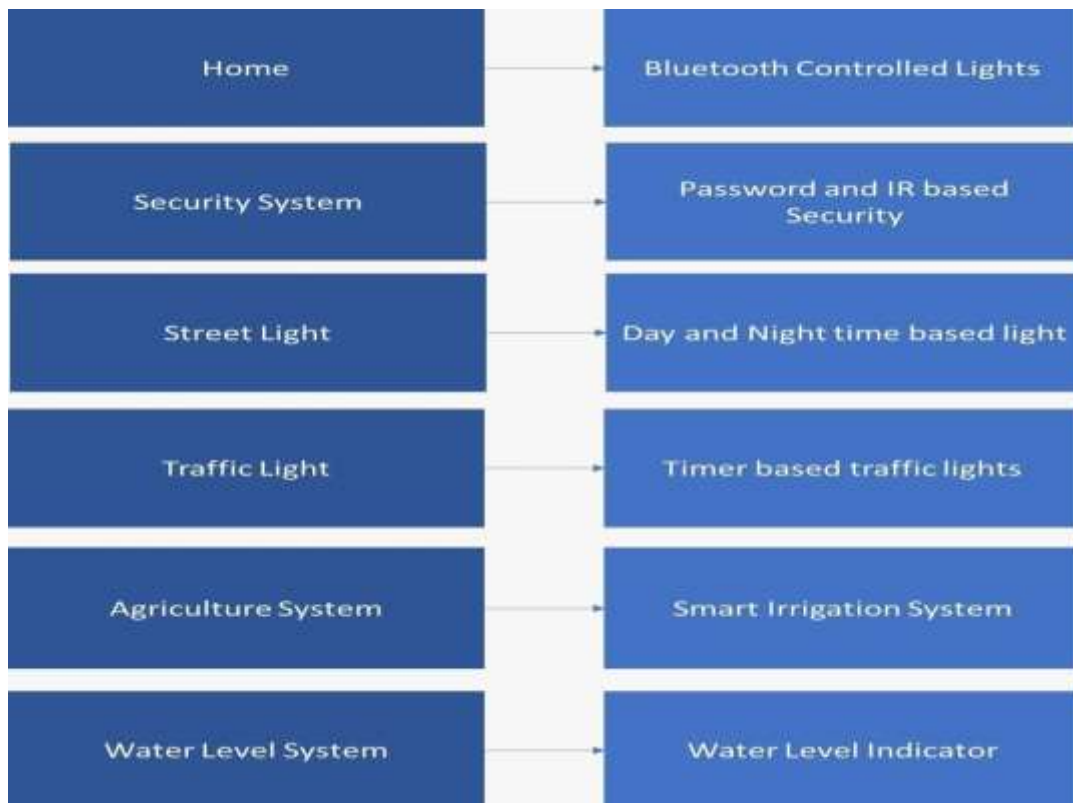 Home
Bluetooth Controlled Lights
Security System
Password and IR based
Security
Street Light
Day and Night time based light
Traffic Light
Timer based traffic lights
Agriculture System
Smart Irrigation System
Water Level System
Water Level Indicator